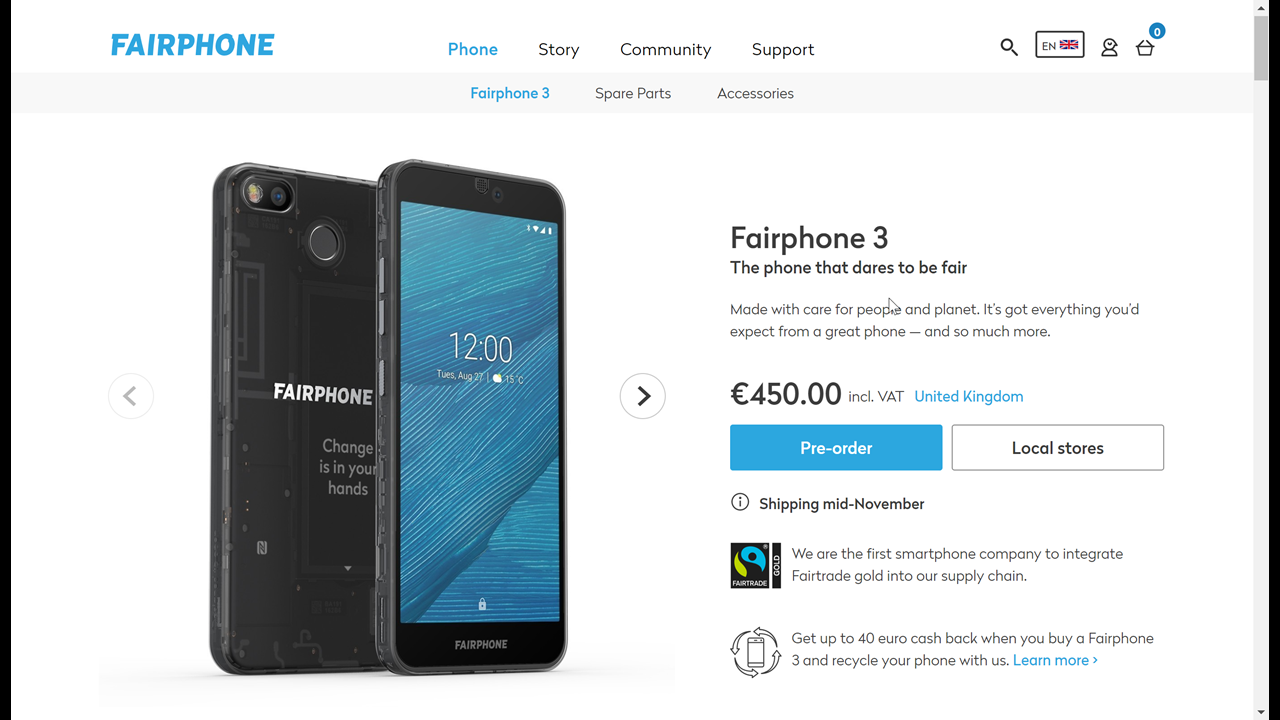 FAIRPHONE
Phone Story Community Support
EN
0
Fairphone 3 Spare Parts Accessories
12:00
Tues, Aug 27 | 15°C
FAIRPHONE
Change
is in your
hands
FAIRPHONE
Fairphone 3
The phone that dares to be fair
Made with care for people and planet. It's got everything you'd
expect from a great phone — and so much more.
€450.00 incl. VAT United Kingdom
Pre-order Local stores
Shipping mid-November
FAIRTRADE
GOLD
We are the first smartphone company to integrate
Fairtrade gold into our supply chain.
Get up to 40 euro cash back when you buy a Fairphone
3 and recycle your phone with us. Learn more ›